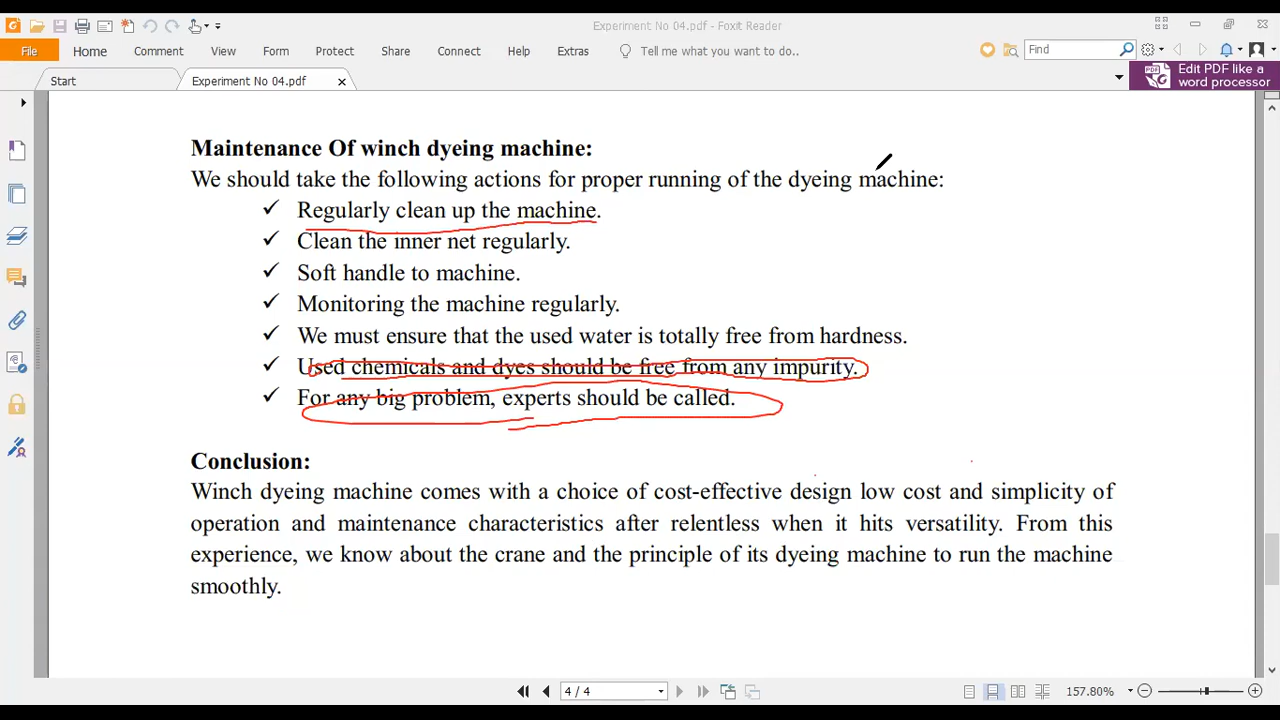 Experiment No 04.pdf - Foxit Reader
File Home Comment View Form Protect Share Connect Help Extras Tell me what you want to do.. Find
Start Experiment No 04.pdf
Edit PDF like a
word processor
Maintenance Of winch dyeing machine:
We should take the following actions for proper running of the dyeing machine:
✓ Regularly clean up the machine.
✓ Clean the inner net regularly.
✓ Soft handle to machine.
✓ Monitoring the machine regularly.
✓ We must ensure that the used water is totally free from hardness.
✓ Used chemicals and dyes should be free from any impurity.
✓ For any big problem, experts should be called.
Conclusion:
Winch dyeing machine comes with a choice of cost-effective design low cost and simplicity of
operation and maintenance characteristics after relentless when it hits versatility. From this
experience, we know about the crane and the principle of its dyeing machine to run the machine
smoothly.
4 / 4 157.80%